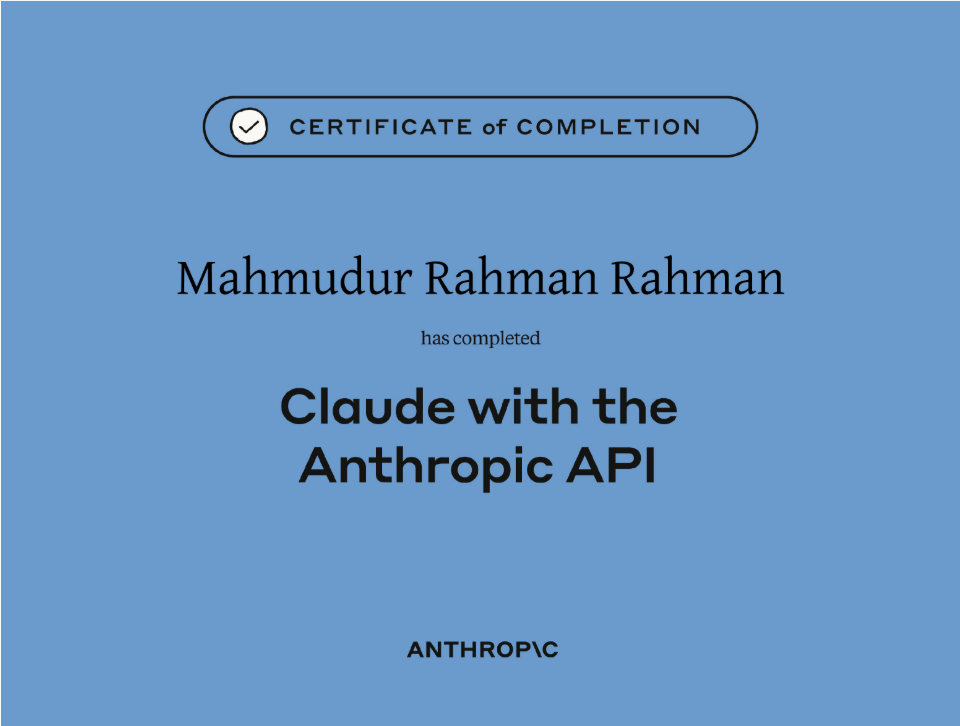 CERTIFICATE of COMPLETION
Mahmudur Rahman Rahman
has completed
Claude with the
Anthropic API
ANTHROP\C